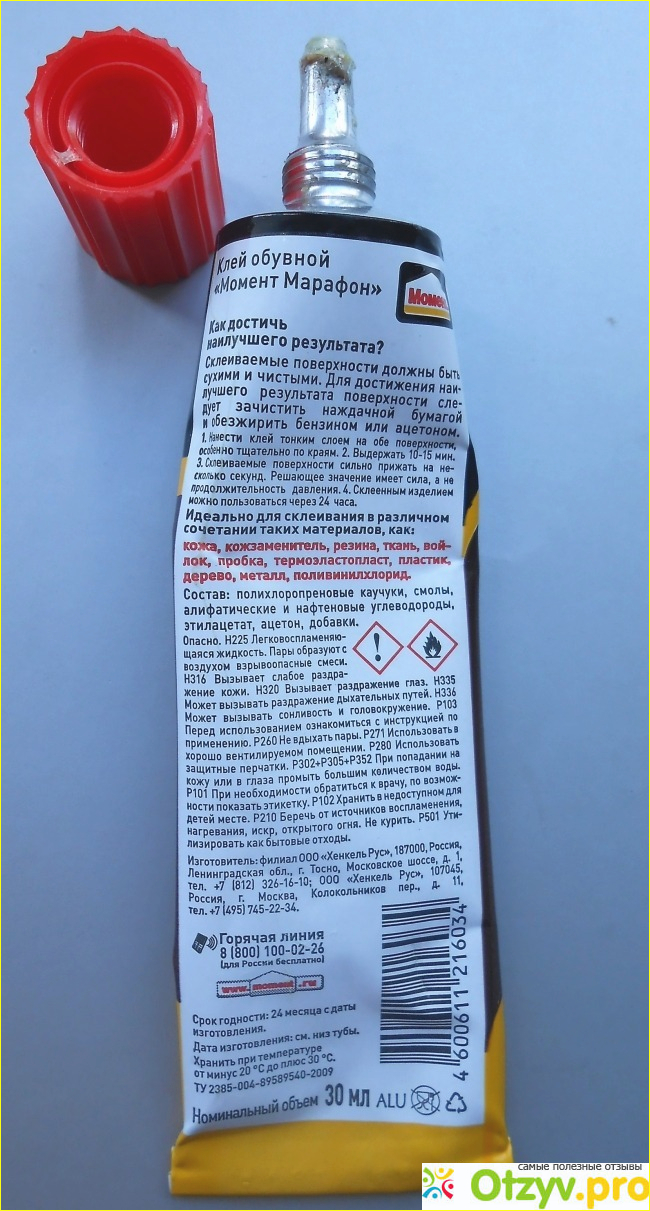 Клей обувной
«Момент Марафон»
Момент
Как достичь
наилучшего результата?
Склеиваемые поверхности должны быть
сухими и чистыми. Для достижения наи-
лучшего результата поверхности сле-
дует зачистить наждачной бумагой
и обезжирить бензином или ацетоном.
1. Нанести клей тонким слоем на обе поверхности,
особенно тщательно по краям. 2. Выдержать 10-15 мин.
3. Склеиваемые поверхности сильно прижать на не-
сколько секунд. Решающее значение имеет сила, а не
продолжительность давления. 4. Склеенным изделием
можно пользоваться через 24 часа.
Идеально для склеивания в различном
сочетании таких материалов, как:
кожа, кожзаменитель, резина, ткань, вой-
лок, пробка, термоэластопласт, пластик,
дерево, металл, поливинилхлорид.
Состав: полихлоропреновые каучуки, смолы,
алифатические и нафтеновые углеводороды,
этилацетат, ацетон, добавки.
Опасно. H225 Легковоспламеняю-
щаяся жидкость. Пары образуют с
воздухом взрывоопасные смеси.
H316 Вызывает слабое раздра-
жение кожи. H320 Вызывает раздражение глаз. H335
Может вызывать раздражение дыхательных путей. H336
Может вызывать сонливость и головокружение. P103
Перед использованием ознакомиться с инструкцией по
применению. P260 Не вдыхать пары. P271 Использовать в
хорошо вентилируемом помещении. P280 Использовать
защитные перчатки. P302+P305+P352 При попадании на
кожу или в глаза промыть большим количеством воды.
P101 При необходимости обратиться к врачу, по возмож-
ности показать этикетку. P102 Хранить в недоступном для
детей месте. P210 Беречь от источников воспламенения,
нагревания, искр, открытого огня. Не курить. P501 Ути-
лизировать как бытовые отходы.
Изготовитель: филиал ООО «Хенкель Рус», 187000, Россия,
Ленинградская обл., г. Тосно, Московское шоссе, д. 1,
тел. +7 (812) 326-16-10; ООО «Хенкель Рус», 107045,
Россия, г. Москва, Колокольников пер., д. 11,
тел. +7 (495) 745-22-34.
Горячая линия
8 (800) 100-02-26
(для России бесплатно)
www.moment.ru
4 600611 216034
Срок годности: 24 месяца с даты
изготовления.
Дата изготовления: см. низ тубы.
Хранить при температуре
от минус 20 °C до плюс 30 °C.
ТУ 2385-004-89589540-2009
Номинальный объем 30 мл ALU
самые полезные отзывы
Otzyv.pro